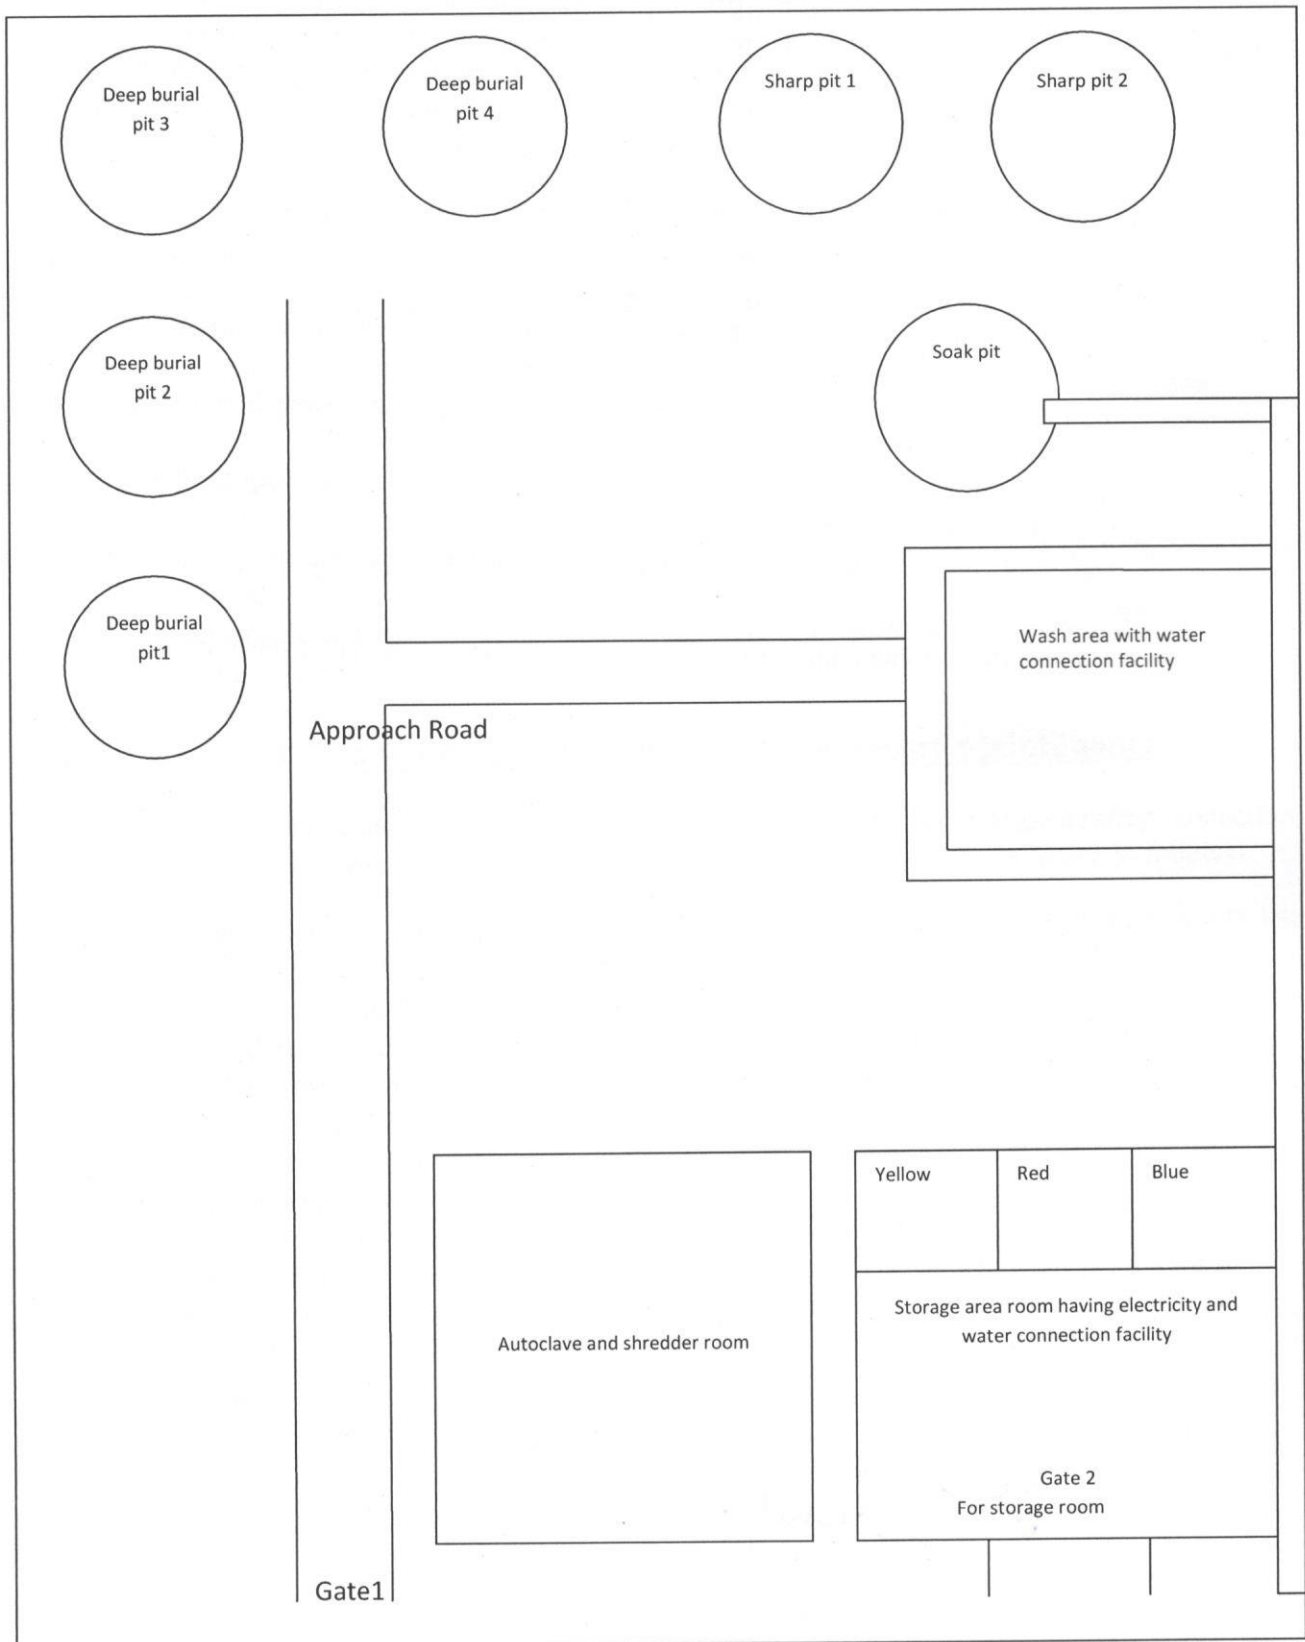 Deep burial
pit 3
Deep burial
pit 4
Sharp pit 1
Sharp pit 2
Deep burial
pit 2
Soak pit
Deep burial
pit1
Wash area with water
connection facility
Approach Road
Yellow
Red
Blue
Storage area room having electricity and
water connection facility
Autoclave and shredder room
Gate 2
For storage room
Gate1